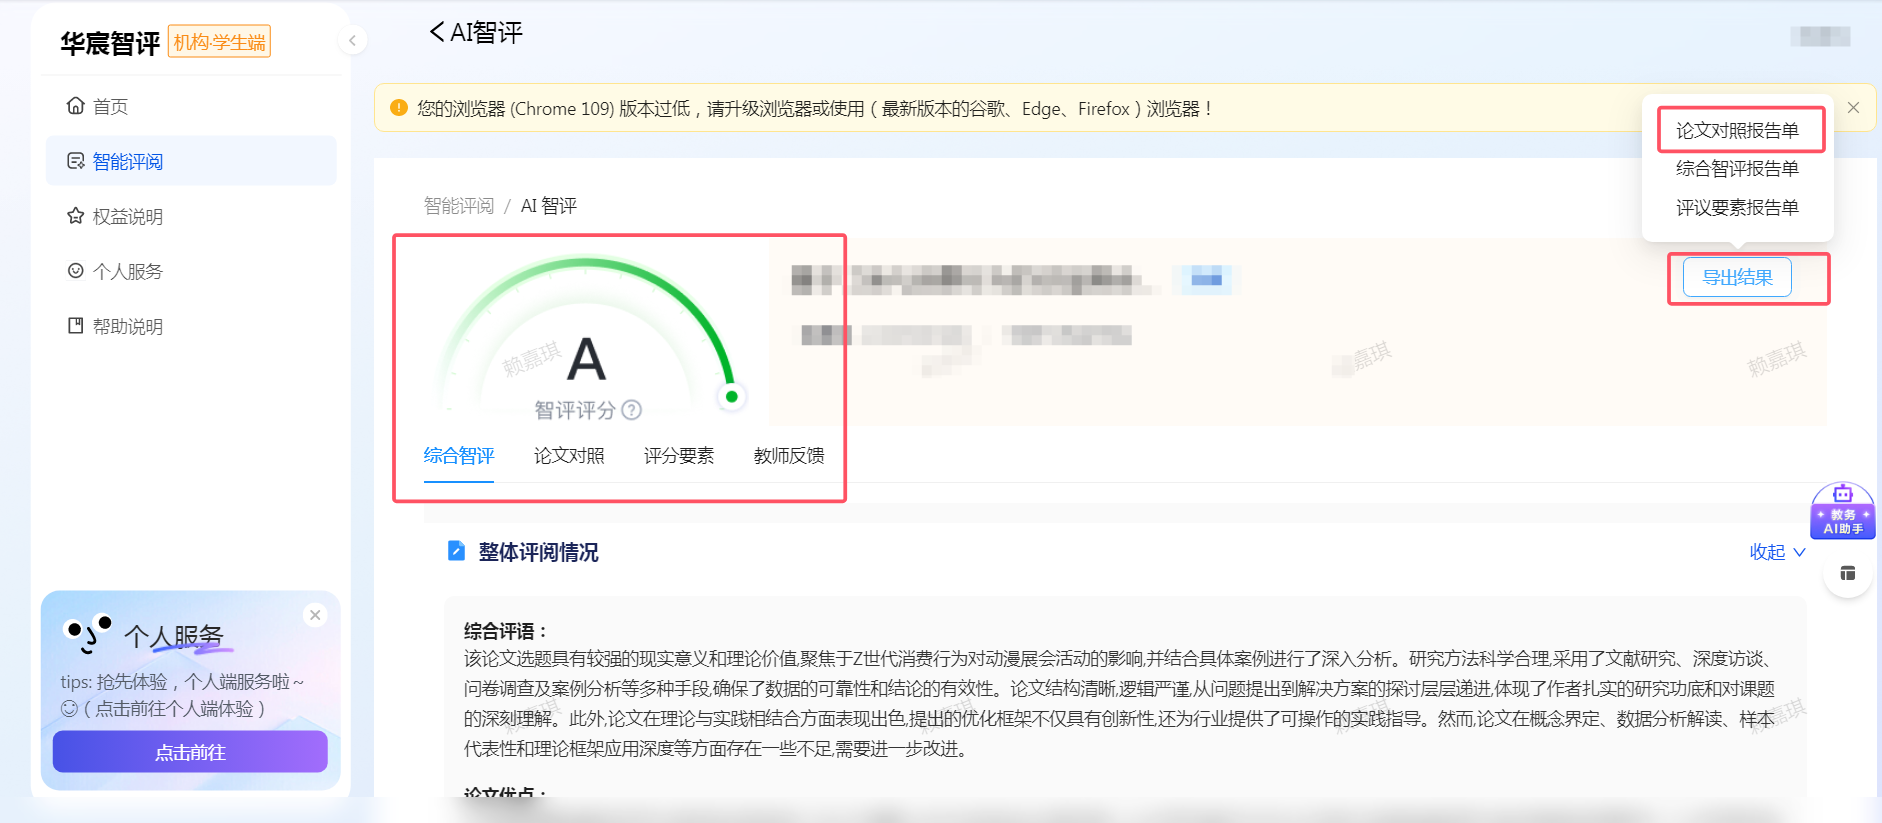 华宸智评 机构·学生端
首页
智能评阅
权益说明
个人服务
帮助说明
个人服务
tips: 抢先体验，个人端服务啦~
（点击前往个人端体验）
点击前往
AI智评
您的浏览器 (Chrome 109) 版本过低，请升级浏览器或使用（最新版本的谷歌、Edge、Firefox）浏览器！
论文对照报告单
综合智评报告单
评议要素报告单
导出结果
智能评阅 / AI 智评
A
智评评分
赖嘉琪
嘉琪
赖嘉琪
综合智评 论文对照 评分要素 教师反馈
整体评阅情况
收起
教务
AI助手
综合评语：
该论文选题具有较强的现实意义和理论价值,聚焦于Z世代消费行为对动漫展会活动的影响,并结合具体案例进行了深入分析。研究方法科学合理,采用了文献研究、深度访谈、
问卷调查及案例分析等多种手段,确保了数据的可靠性和结论的有效性。论文结构清晰,逻辑严谨,从问题提出到解决方案的探讨层层递进,体现了作者扎实的研究功底和对课题
的深刻理解。此外,论文在理论与实践相结合方面表现出色,提出的优化框架不仅具有创新性,还为行业提供了可操作的实践指导。然而,论文在概念界定、数据分析解读、样本
代表性和理论框架应用深度等方面存在一些不足,需要进一步改进。
赖嘉琪
赖嘉琪
赖嘉琪
论文优点：